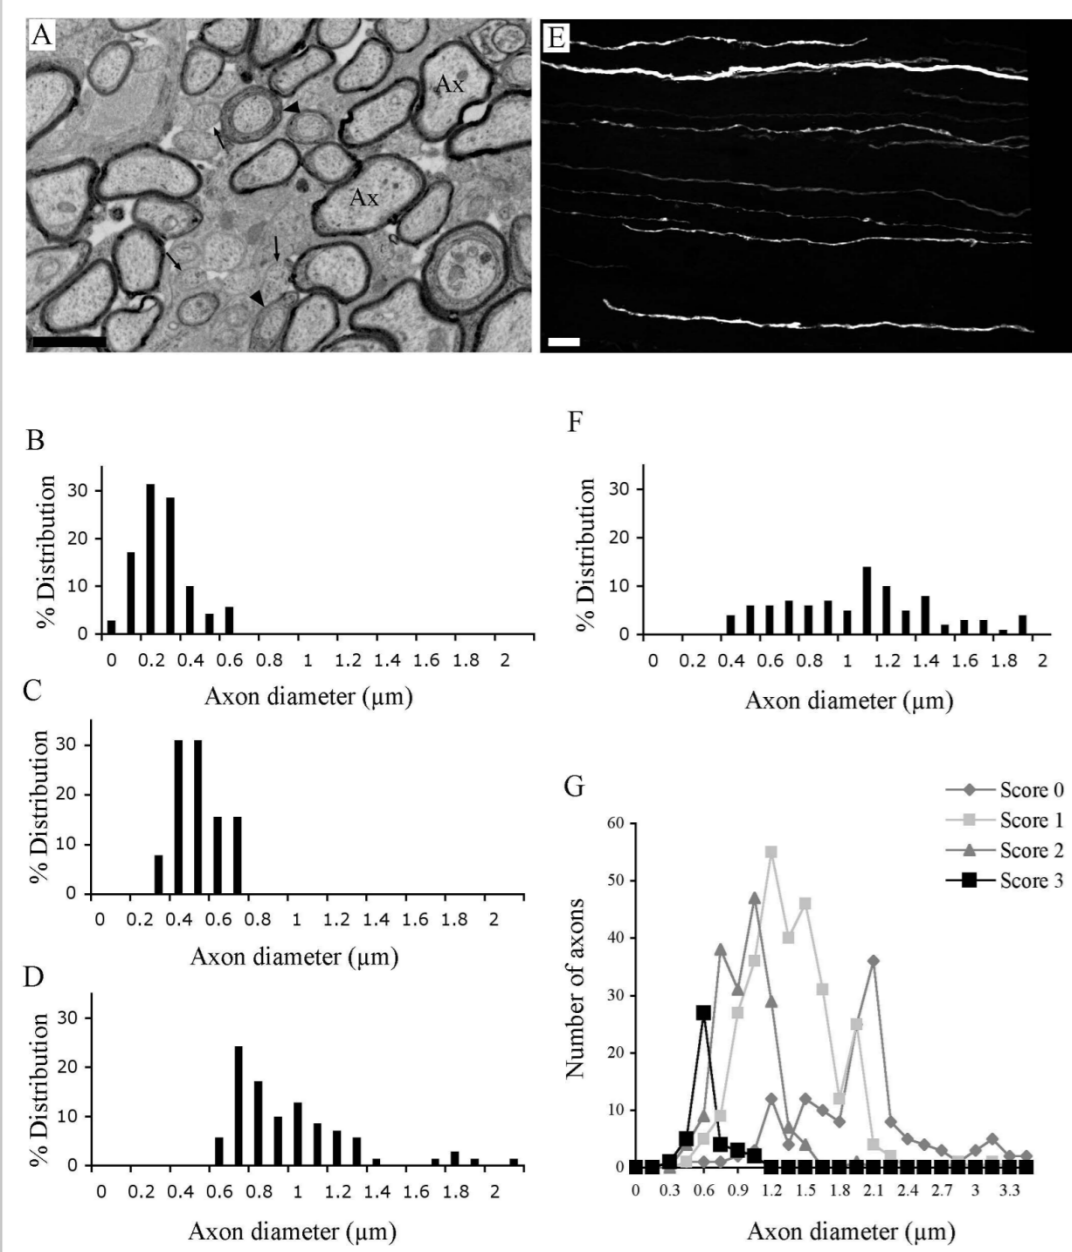 A
Ax
Ax
E
B
% Distribution
30
20
10
0
0 0.2 0.4 0.6 0.8 1 1.2 1.4 1.6 1.8 2
Axon diameter (μm)
C
% Distribution
30
20
10
0
0 0.2 0.4 0.6 0.8 1 1.2 1.4 1.6 1.8 2
Axon diameter (μm)
D
% Distribution
30
20
10
0
0 0.2 0.4 0.6 0.8 1 1.2 1.4 1.6 1.8 2
Axon diameter (μm)
F
% Distribution
30
20
10
0
0 0.2 0.4 0.6 0.8 1 1.2 1.4 1.6 1.8 2
Axon diameter (μm)
G
Score 0
Score 1
Score 2
Score 3
Number of axons
60
50
40
30
20
10
0
0 0.3 0.6 0.9 1.2 1.5 1.8 2.1 2.4 2.7 3 3.3
Axon diameter (μm)